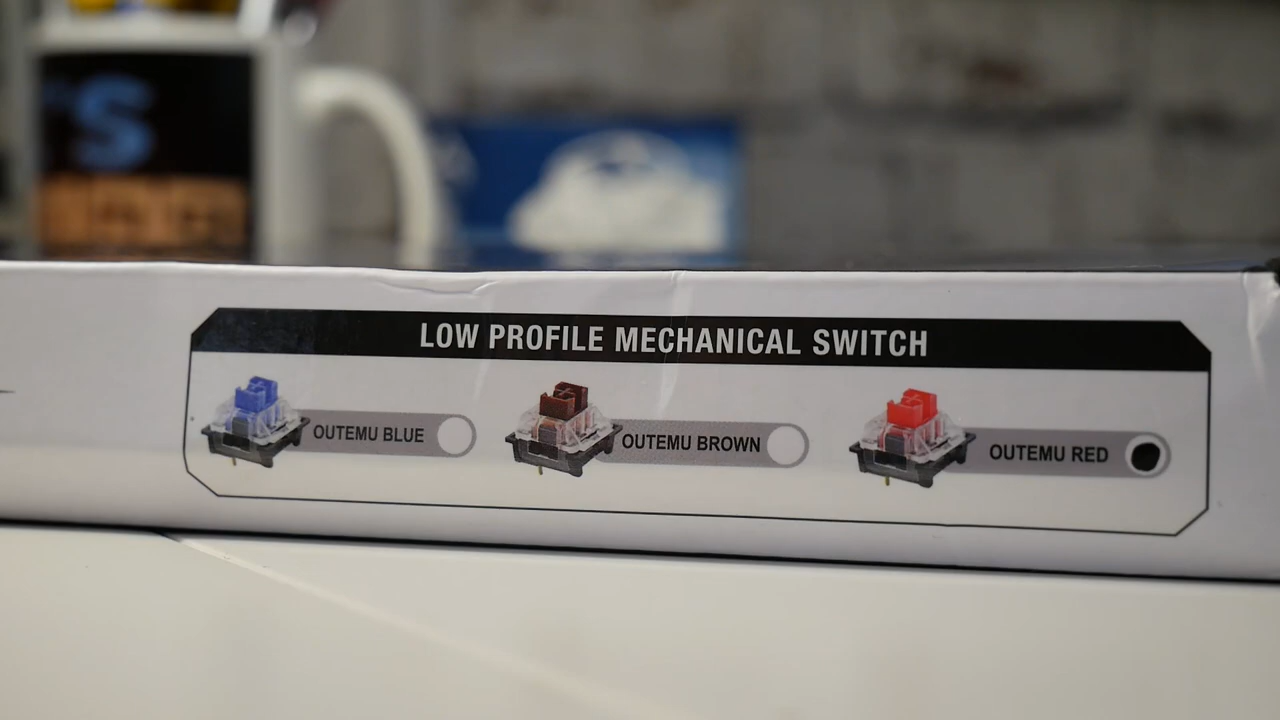 LOW PROFILE MECHANICAL SWITCH
OUTEMU BLUE
OUTEMU BROWN
OUTEMU RED